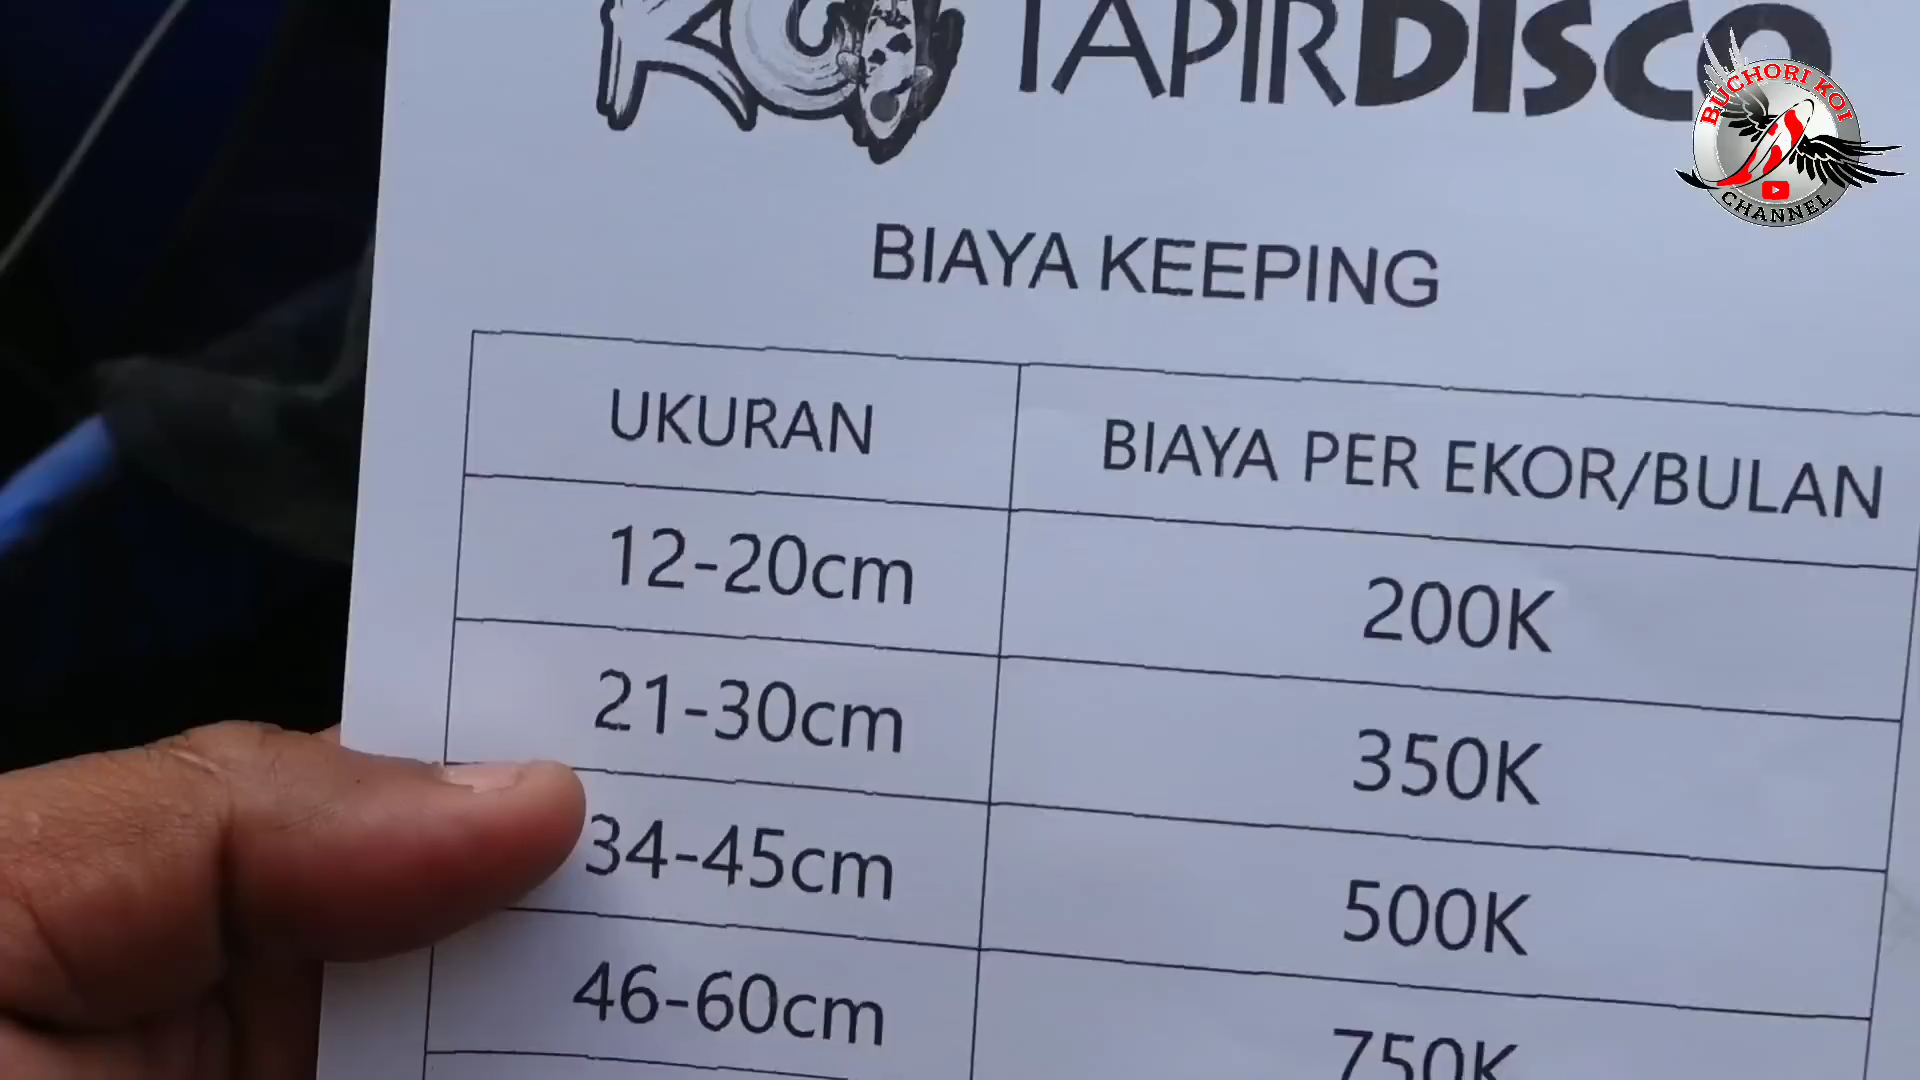 KOI TAPIRDISCO
BUCHORI KOI
CHANNEL
BIAYA KEEPING
UKURAN BIAYA PER EKOR/BULAN
12-20cm 200K
21-30cm 350K
34-45cm 500K
46-60cm 750K